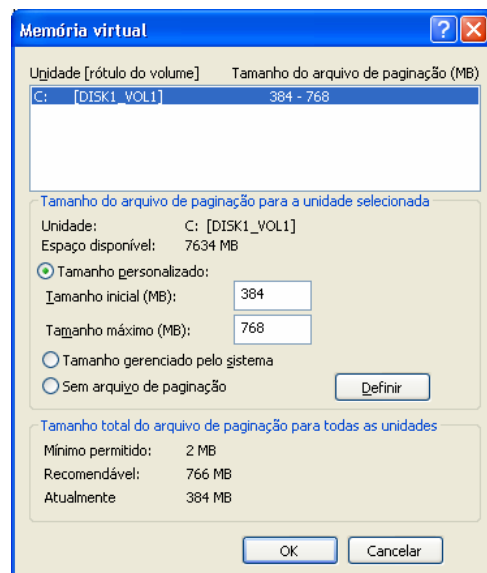 Memória virtual
Unidade [rótulo do volume] Tamanho do arquivo de paginação (MB)
C: [DISK1_VOL1] 384 - 768
Tamanho do arquivo de paginação para a unidade selecionada
Unidade: C: [DISK1_VOL1]
Espaço disponível: 7634 MB
Tamanho personalizado:
Tamanho inicial (MB): 384
Tamanho máximo (MB): 768
Tamanho gerenciado pelo sistema
Sem arquivo de paginação Definir
Tamanho total do arquivo de paginação para todas as unidades
Mínimo permitido: 2 MB
Recomendável: 766 MB
Atualmente 384 MB
OK Cancelar